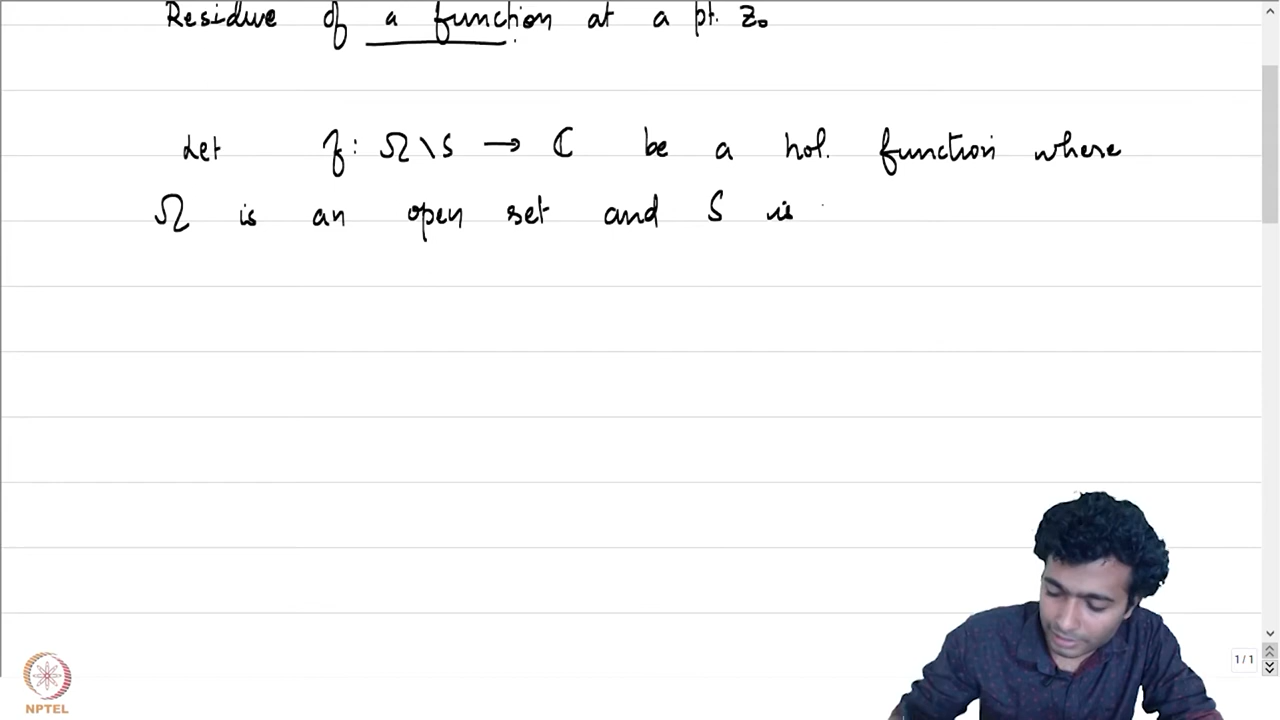 Residue of a function at a pt. z₀
Let f: Ω\S → ℂ be a hol. function where
Ω is an open set and S is
1/1
NPTEL